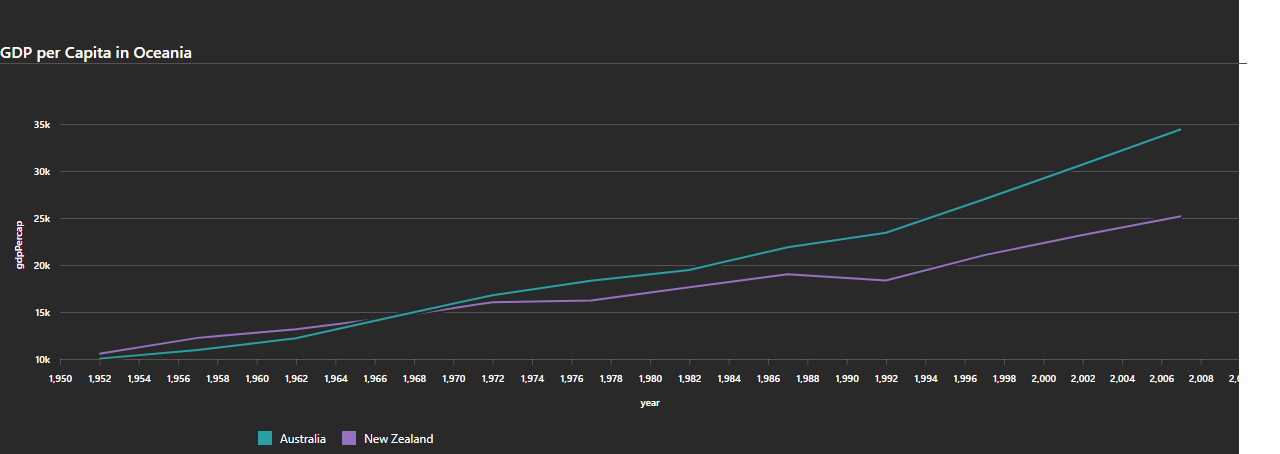 GDP per Capita in Oceania
35k
30k
25k
20k
15k
10k
gdpPercap
1,950 1,952 1,954 1,956 1,958 1,960 1,962 1,964 1,966 1,968 1,970 1,972 1,974 1,976 1,978 1,980 1,982 1,984 1,986 1,988 1,990 1,992 1,994 1,996 1,998 2,000 2,002 2,004 2,006 2,008
year
Australia New Zealand